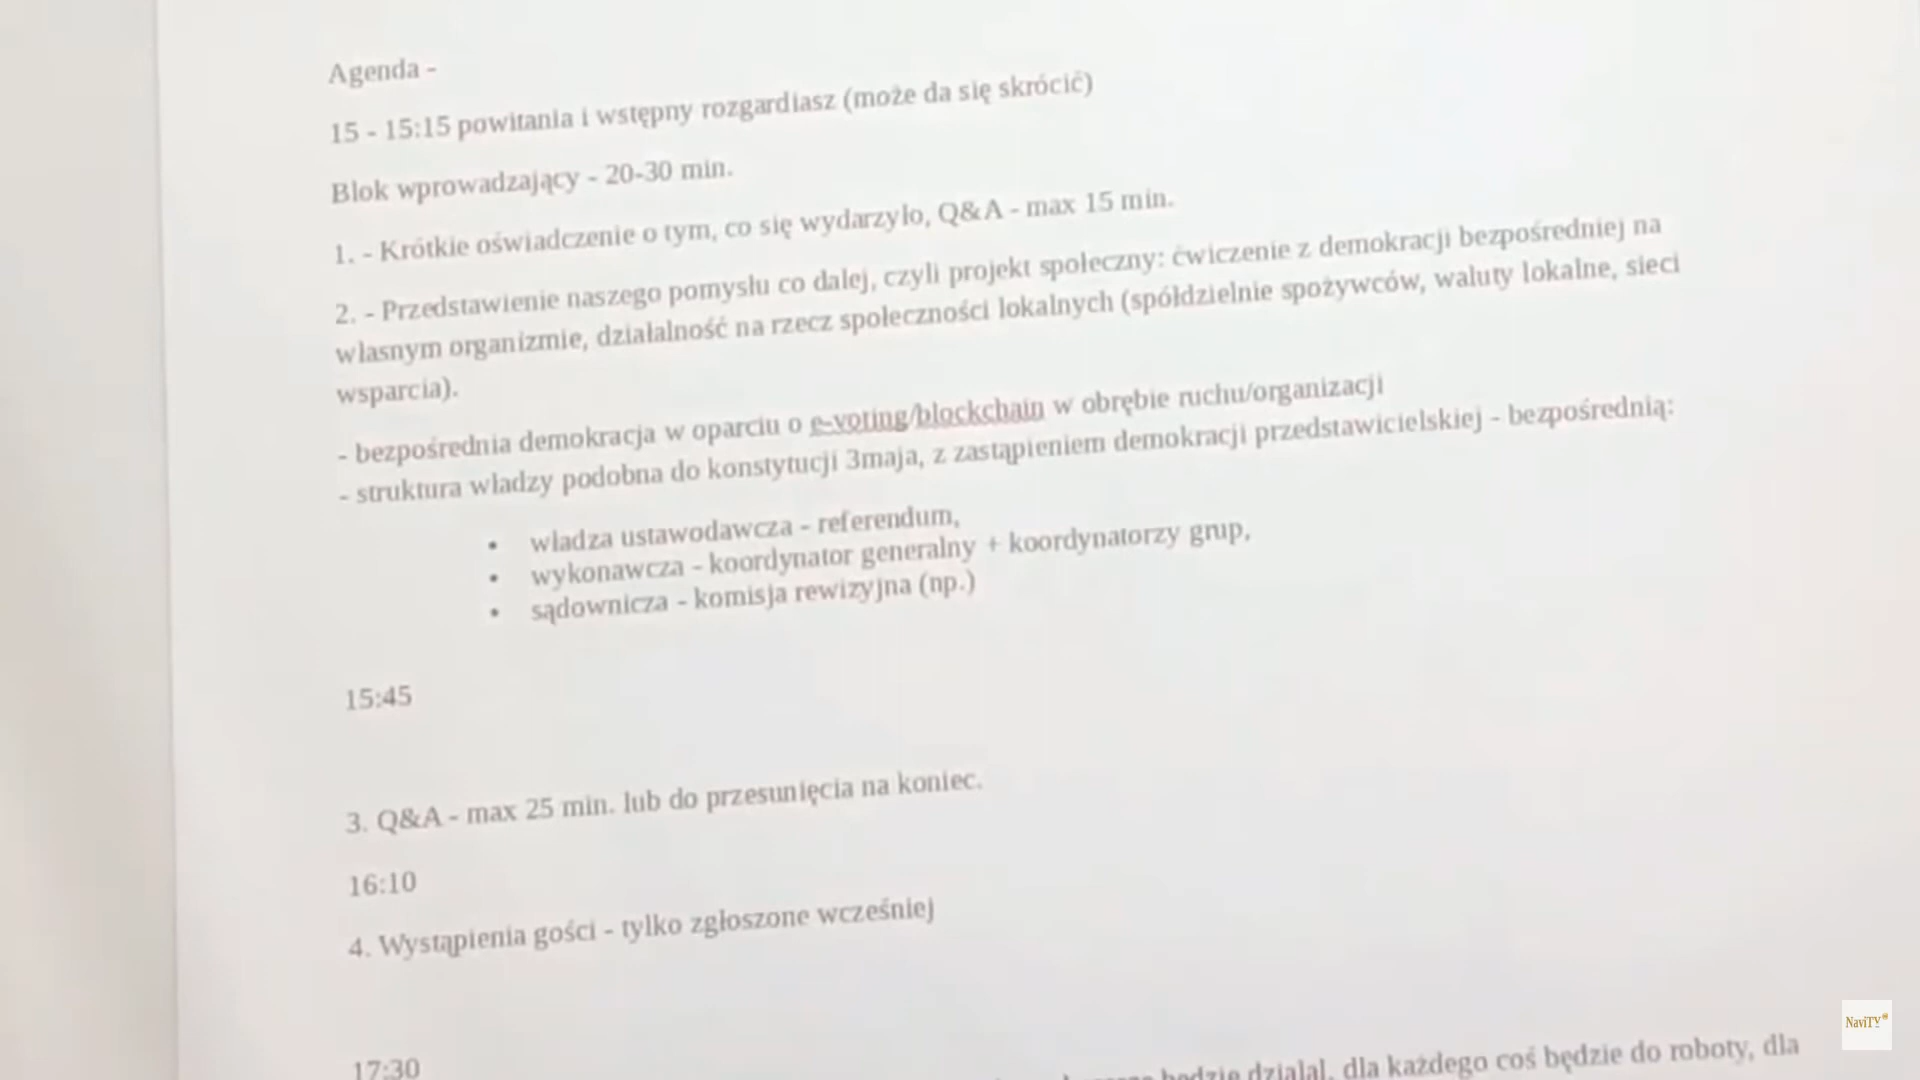 Agenda -
15 - 15:15 powitania i wstępny rozgardiasz (może da się skrócić)
Blok wprowadzający - 20-30 min.
1. - Krótkie oświadczenie o tym, co się wydarzyło, Q&A - max 15 min.
2. - Przedstawienie naszego pomysłu co dalej, czyli projekt społeczny: ćwiczenie z demokracji bezpośredniej na
własnym organizmie, działalność na rzecz społeczności lokalnych (spółdzielnie spożywców, waluty lokalne, sieci
wsparcia).
- bezpośrednia demokracja w oparciu o e-voting/blockchain w obrębie ruchu/organizacji
- struktura władzy podobna do konstytucji 3maja, z zastąpieniem demokracji przedstawicielskiej - bezpośrednią:
• władza ustawodawcza - referendum,
• wykonawcza - koordynator generalny + koordynatorzy grup,
• sądownicza - komisja rewizyjna (np.)
15:45
3. Q&A - max 25 min. lub do przesunięcia na koniec.
16:10
4. Wystąpienia gości - tylko zgłoszone wcześniej
17:30
będzie działał, dla każdego coś będzie do roboty, dla
NaviTV